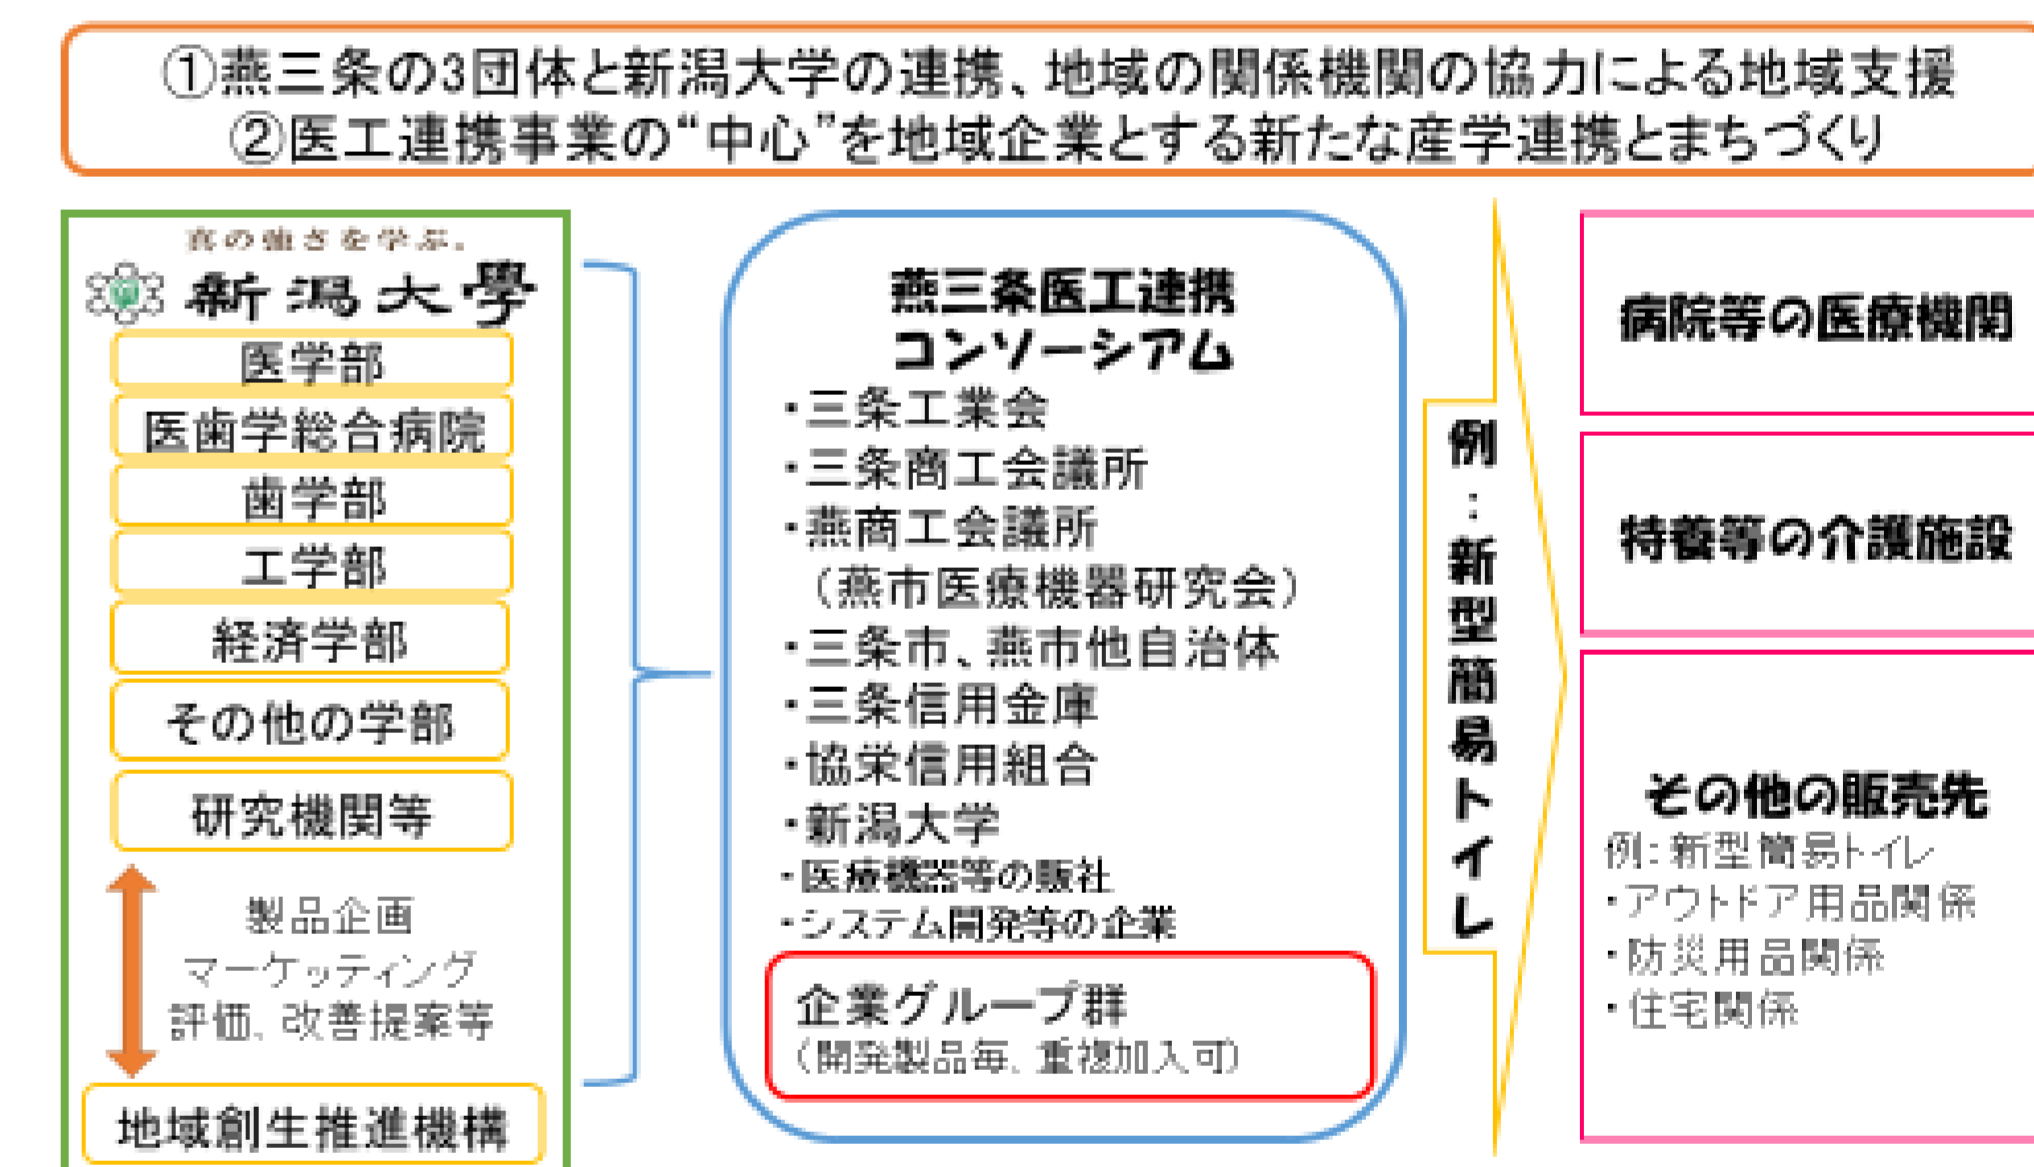 ①燕三条の3団体と新潟大学の連携、地域の関係機関の協力による地域支援
②医工連携事業の“中心”を地域企業とする新たな産学連携とまちづくり
真の強さを学ぶ。
新潟大學
医学部
医歯学総合病院
歯学部
工学部
経済学部
その他の学部
研究機関等
製品企画
マーケッティング
評価、改善提案等
地域創生推進機構
燕三条医工連携
コンソーシアム
・三条工業会
・三条商工会議所
・燕商工会議所
（燕市医療機器研究会）
・三条市、燕市他自治体
・三条信用金庫
・協栄信用組合
・新潟大学
・医療機器等の販社
・システム開発等の企業
企業グループ群
（開発製品毎、重複加入可）
例：新型簡易トイレ
病院等の医療機関
特養等の介護施設
その他の販売先
例：新型簡易トイレ
・アウトドア用品関係
・防災用品関係
・住宅関係